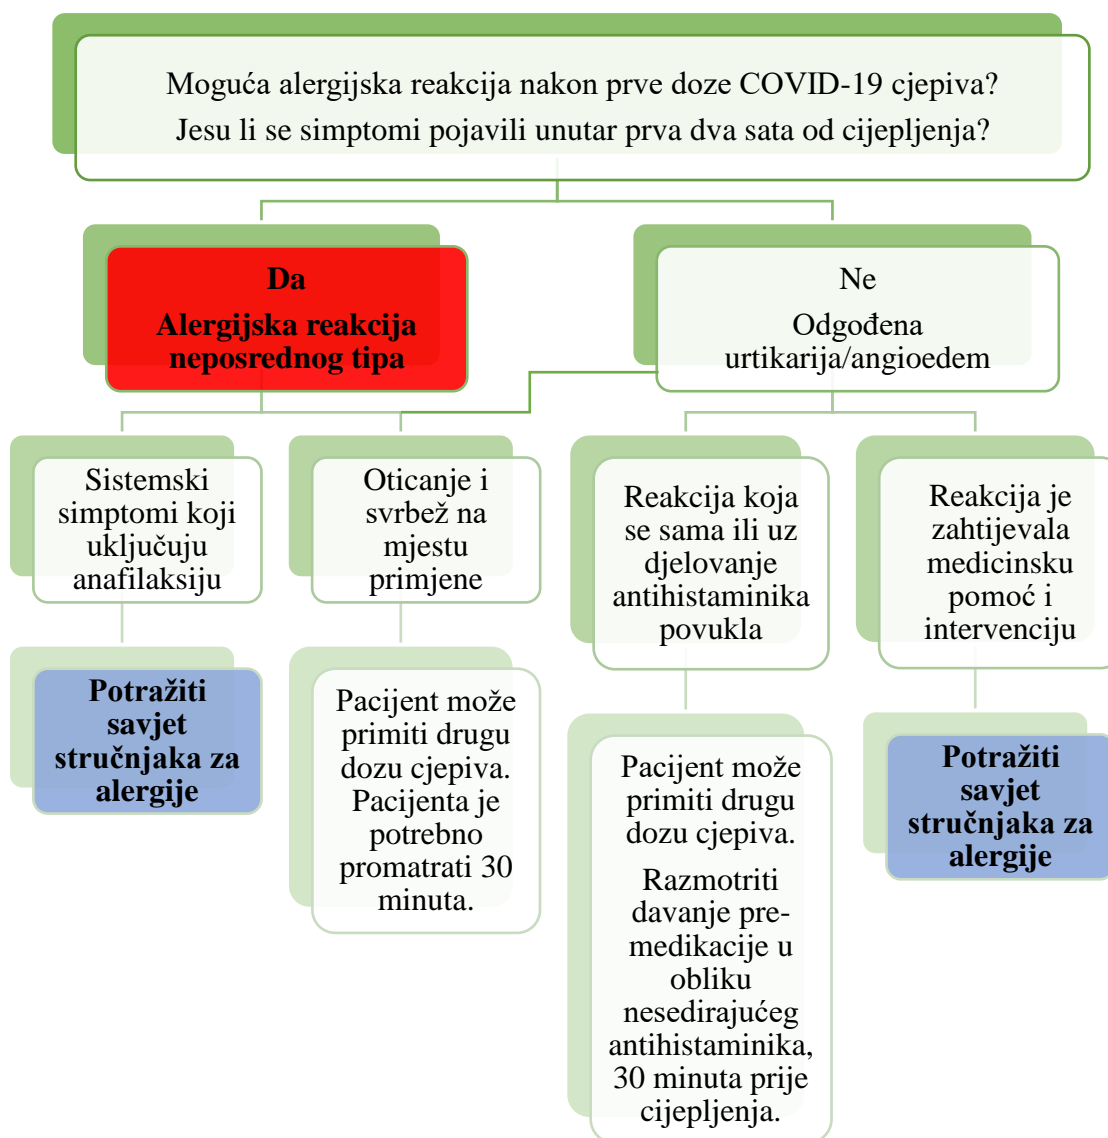 Moguća alergijska reakcija nakon prve doze COVID-19 cjepiva?
Jesu li se simptomi pojavili unutar prva dva sata od cijepljenja?
Da
Alergijska reakcija
neposrednog tipa
Ne
Odgođena
urtikarija/angioedem
Sistemski
simptomi koji
uključuju
anafilaksiju
Oticanje i
svrbež na
mjestu
primjene
Reakcija koja
se sama ili uz
djelovanje
antihistaminika
povukla
Reakcija je
zahtijevala
medicinsku
pomoć i
intervenciju
Potražiti
savjet
stručnjaka za
alergije
Pacijent može
primiti drugu
dozu cjepiva.
Pacijenta je
potrebno
promatrati 30
minuta.
Pacijent može
primiti drugu
dozu cjepiva.
Razmotriti
davanje pre-
medikacije u
obliku
nesedirajućeg
antihistaminika,
30 minuta prije
cijepljenja.
Potražiti
savjet
stručnjaka za
alergije